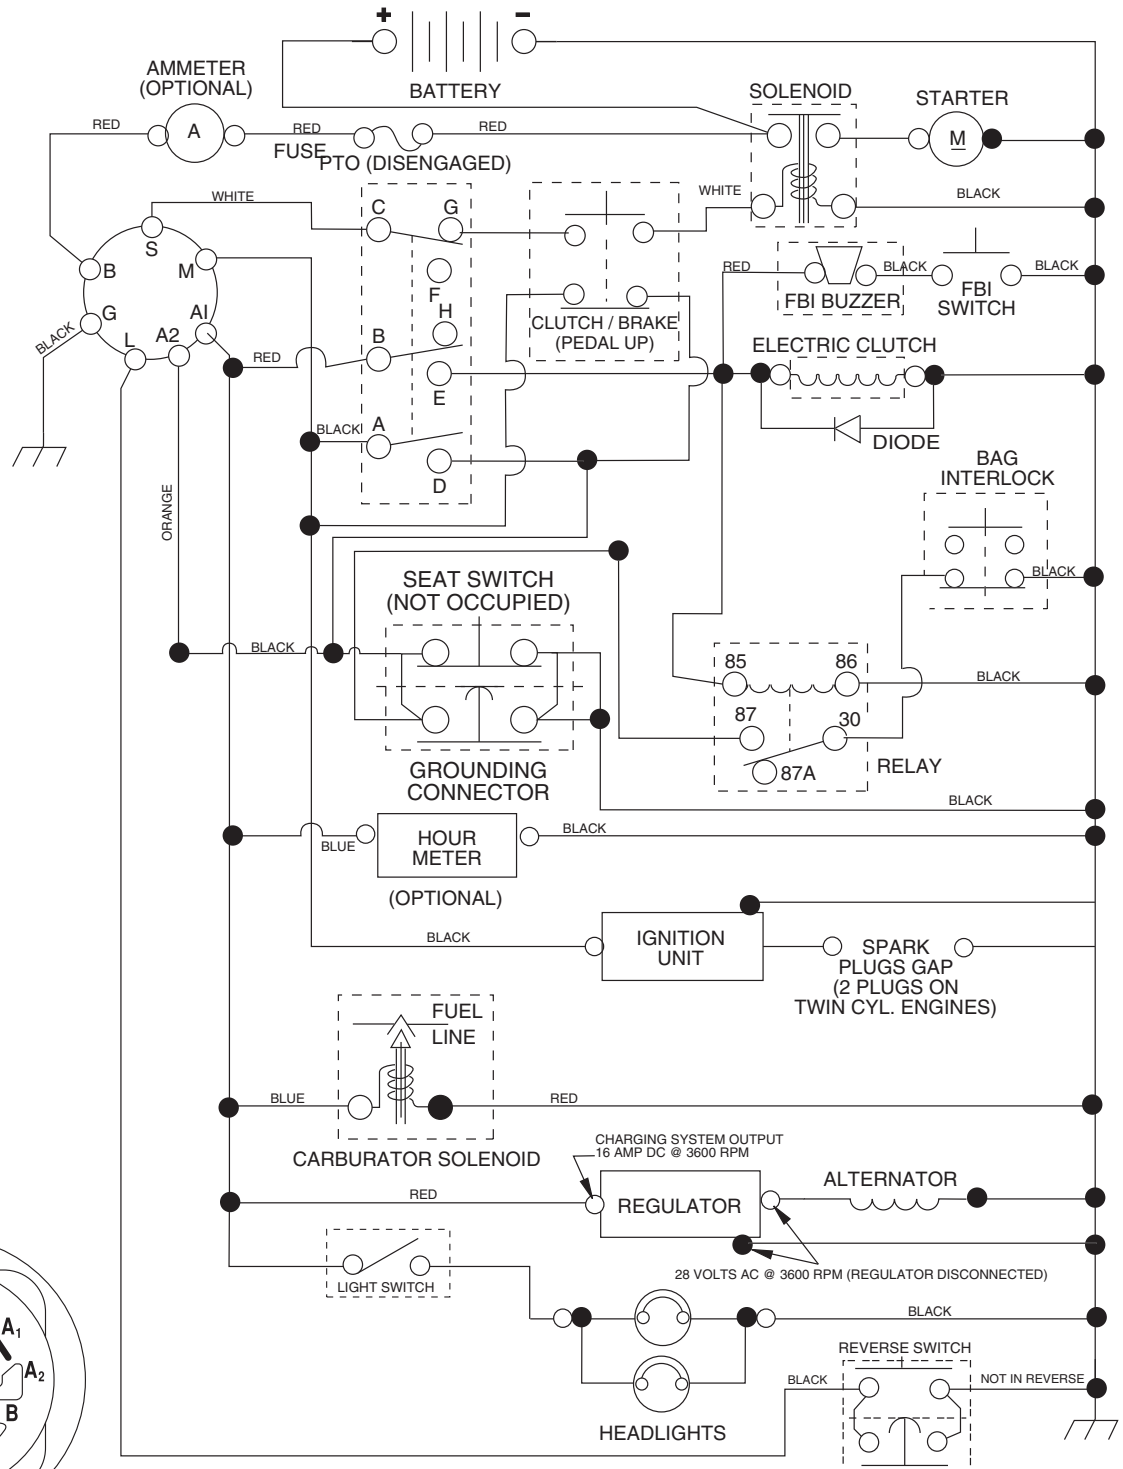 + −
BATTERY
AMMETER
(OPTIONAL)
SOLENOID
STARTER
RED
A
RED
FUSE
RED
M
PTO (DISENGAGED)
WHITE
WHITE
BLACK
C
G
S
B
M
F
RED
BLACK
BLACK
FBI BUZZER
FBI
SWITCH
H
CLUTCH / BRAKE
(PEDAL UP)
G
A2
A1
L
BLACK
RED
B
E
ELECTRIC CLUTCH
BLACK
A
DIODE
D
BAG
INTERLOCK
ORANGE
BLACK
SEAT SWITCH
(NOT OCCUPIED)
BLACK
85
86
BLACK
87
30
87A
RELAY
GROUNDING
CONNECTOR
BLACK
BLUE
HOUR
METER
BLACK
(OPTIONAL)
BLACK
IGNITION
UNIT
SPARK
PLUGS GAP
(2 PLUGS ON
TWIN CYL. ENGINES)
FUEL
LINE
BLUE
RED
CARBURATOR SOLENOID
CHARGING SYSTEM OUTPUT
16 AMP DC @ 3600 RPM
RED
REGULATOR
ALTERNATOR
LIGHT SWITCH
28 VOLTS AC @ 3600 RPM (REGULATOR DISCONNECTED)
BLACK
HEADLIGHTS
REVERSE SWITCH
BLACK
NOT IN REVERSE
A1
A2
B